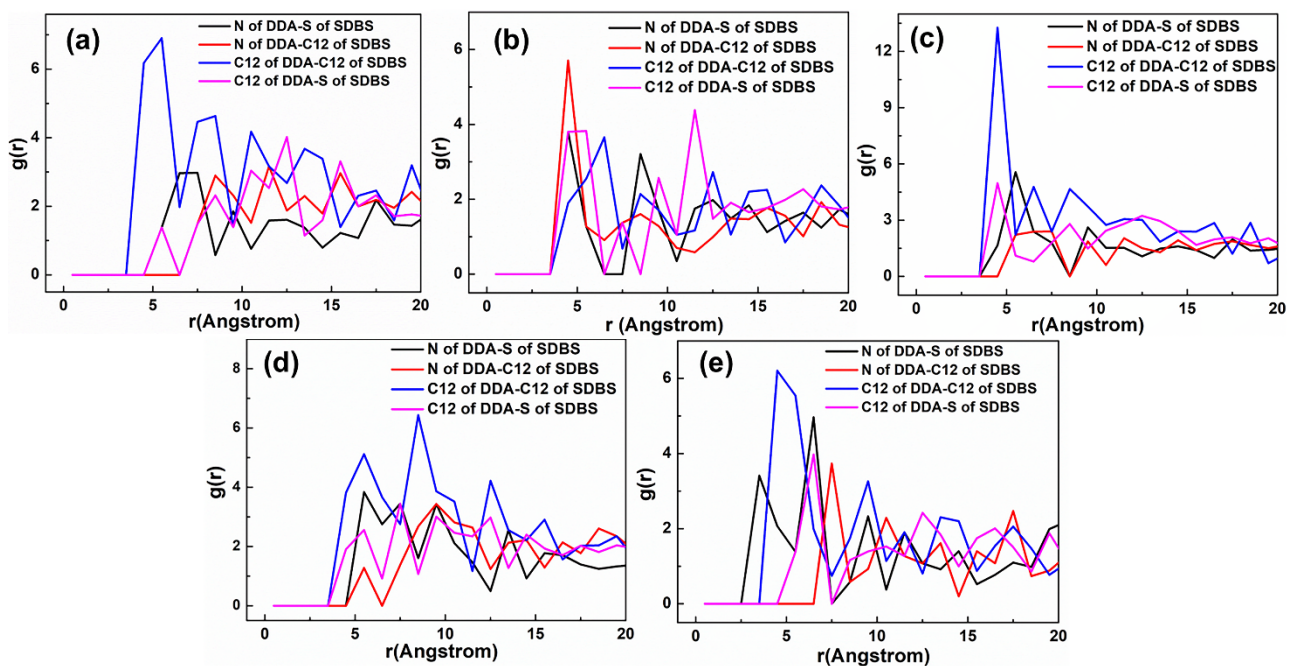 (a)
N of DDA-S of SDBS
N of DDA-C12 of SDBS
C12 of DDA-C12 of SDBS
C12 of DDA-S of SDBS
g(r)
6
4
2
0
0 5 10 15 20
r(Angstrom)
(b)
N of DDA-S of SDBS
N of DDA-C12 of SDBS
C12 of DDA-C12 of SDBS
C12 of DDA-S of SDBS
g(r)
6
4
2
0
0 5 10 15 20
r (Angstrom)
(c)
N of DDA-S of SDBS
N of DDA-C12 of SDBS
C12 of DDA-C12 of SDBS
C12 of DDA-S of SDBS
g(r)
12
9
6
3
0
0 5 10 15 20
r(Angstrom)
(d)
N of DDA-S of SDBS
N of DDA-C12 of SDBS
C12 of DDA-C12 of SDBS
C12 of DDA-S of SDBS
g(r)
8
6
4
2
0
0 5 10 15 20
r(Angstrom)
(e)
N of DDA-S of SDBS
N of DDA-C12 of SDBS
C12 of DDA-C12 of SDBS
C12 of DDA-S of SDBS
g(r)
6
4
2
0
0 5 10 15 20
r(Angstrom)